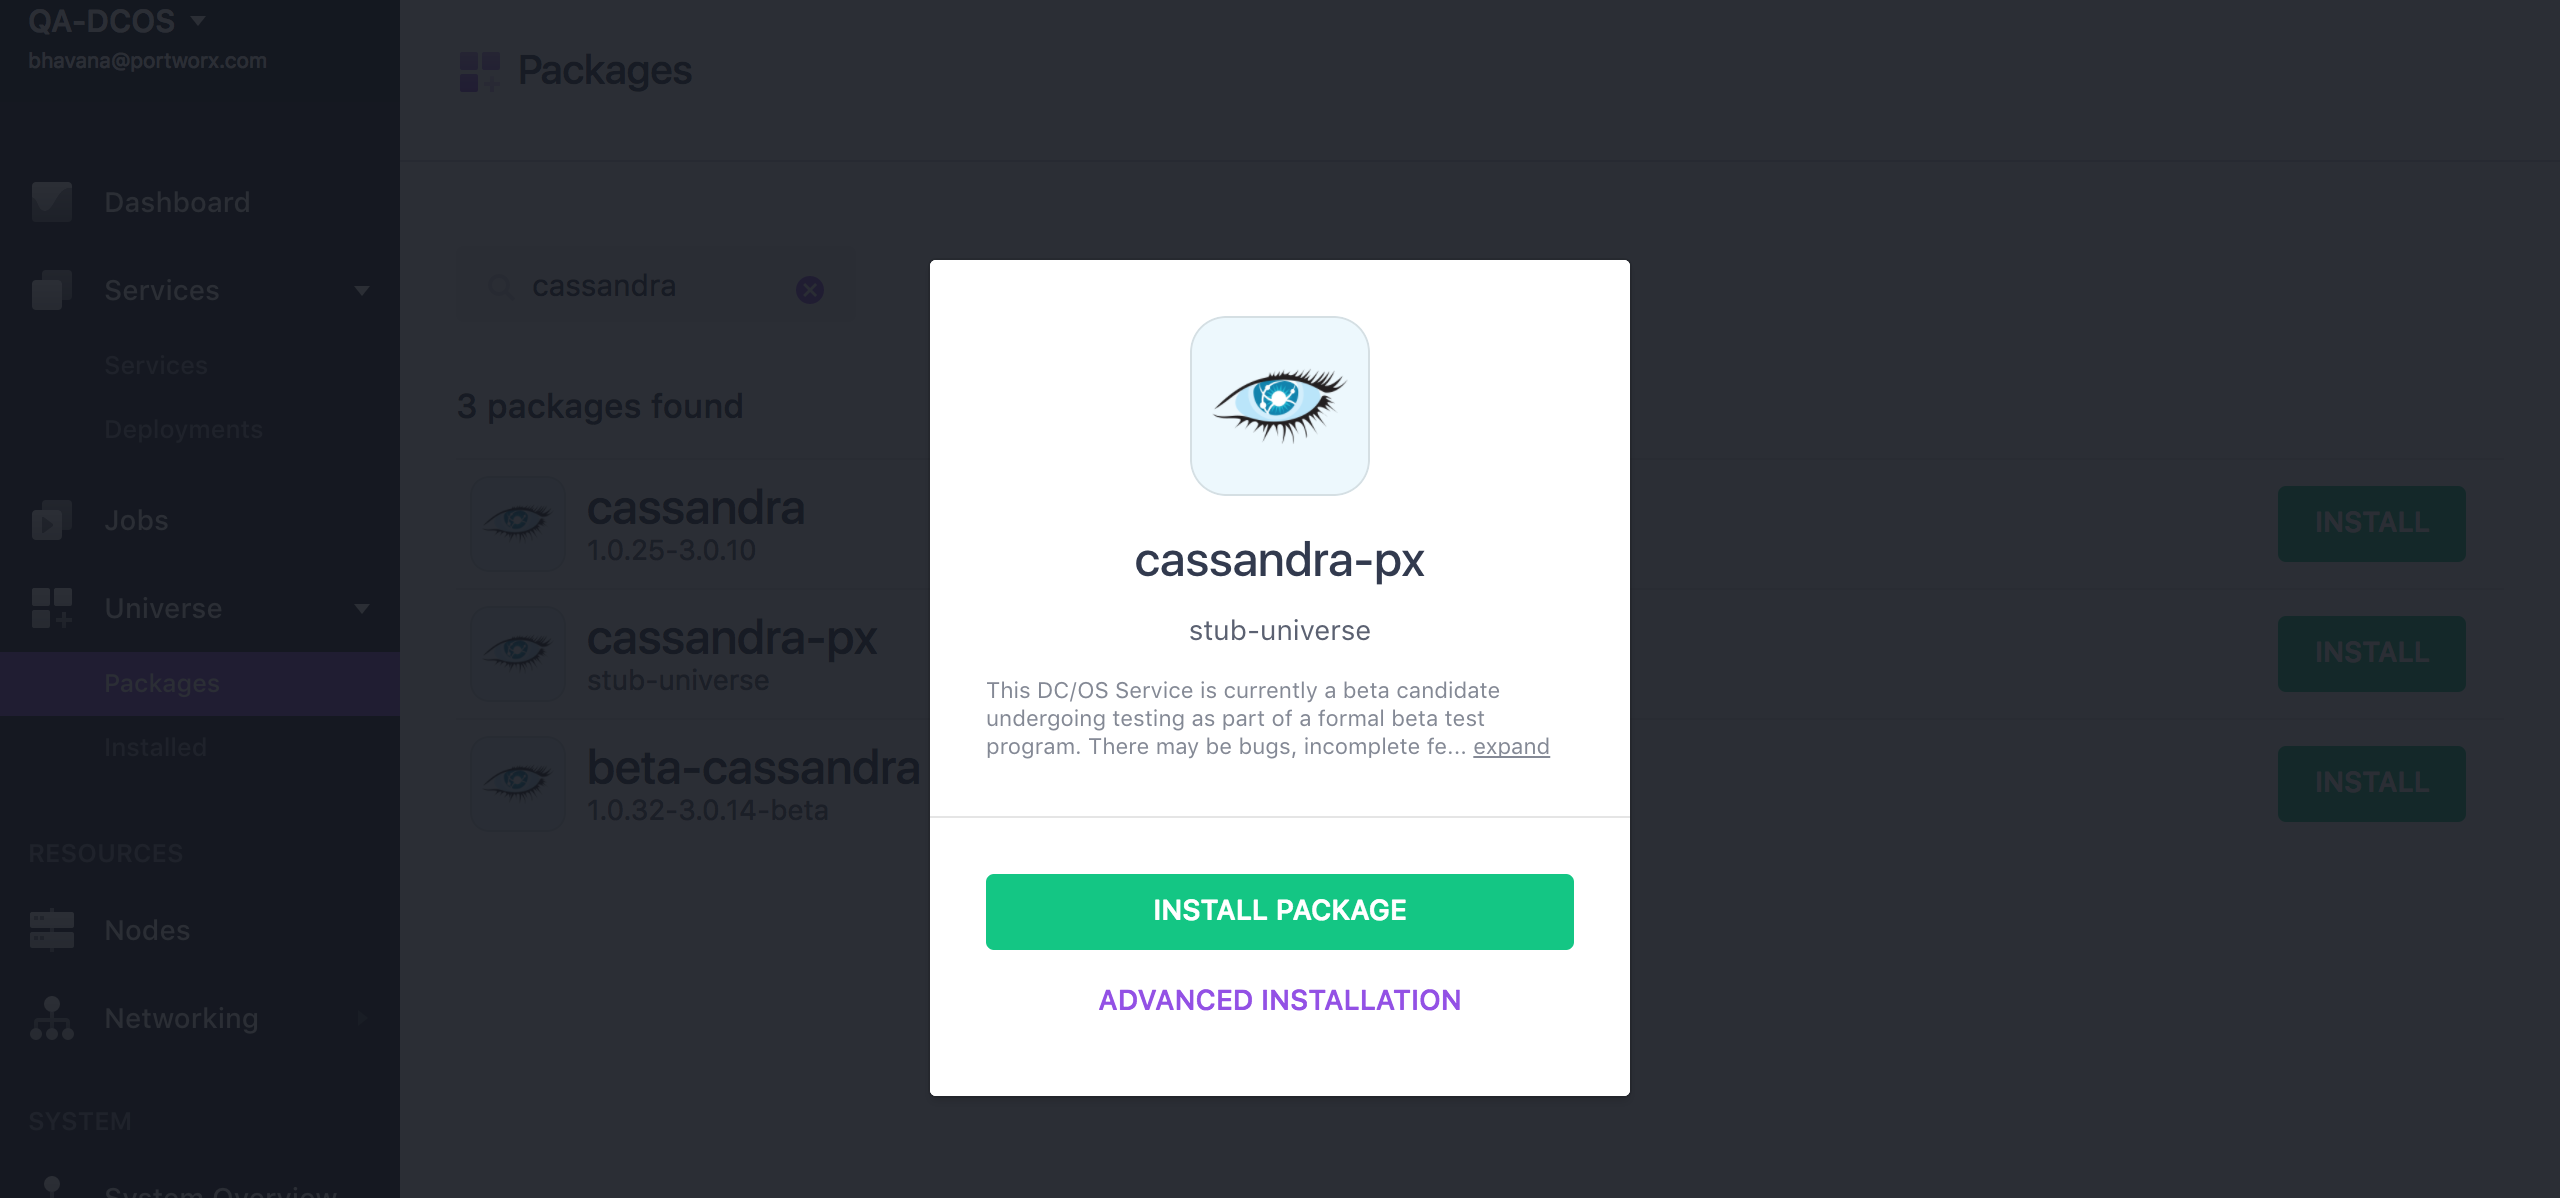 QA-DCOS
bhavana@portworx.com
Dashboard
Services
Services
Deployments
Jobs
Universe
Packages
Installed
RESOURCES
Nodes
Networking
SYSTEM
System Overview
Packages
cassandra
3 packages found
cassandra
1.0.25-3.0.10
INSTALL
cassandra-px
stub-universe
INSTALL
beta-cassandra
1.0.32-3.0.14-beta
INSTALL
cassandra-px
stub-universe
This DC/OS Service is currently a beta candidate
undergoing testing as part of a formal beta test
program. There may be bugs, incomplete fe... expand
INSTALL PACKAGE
ADVANCED INSTALLATION